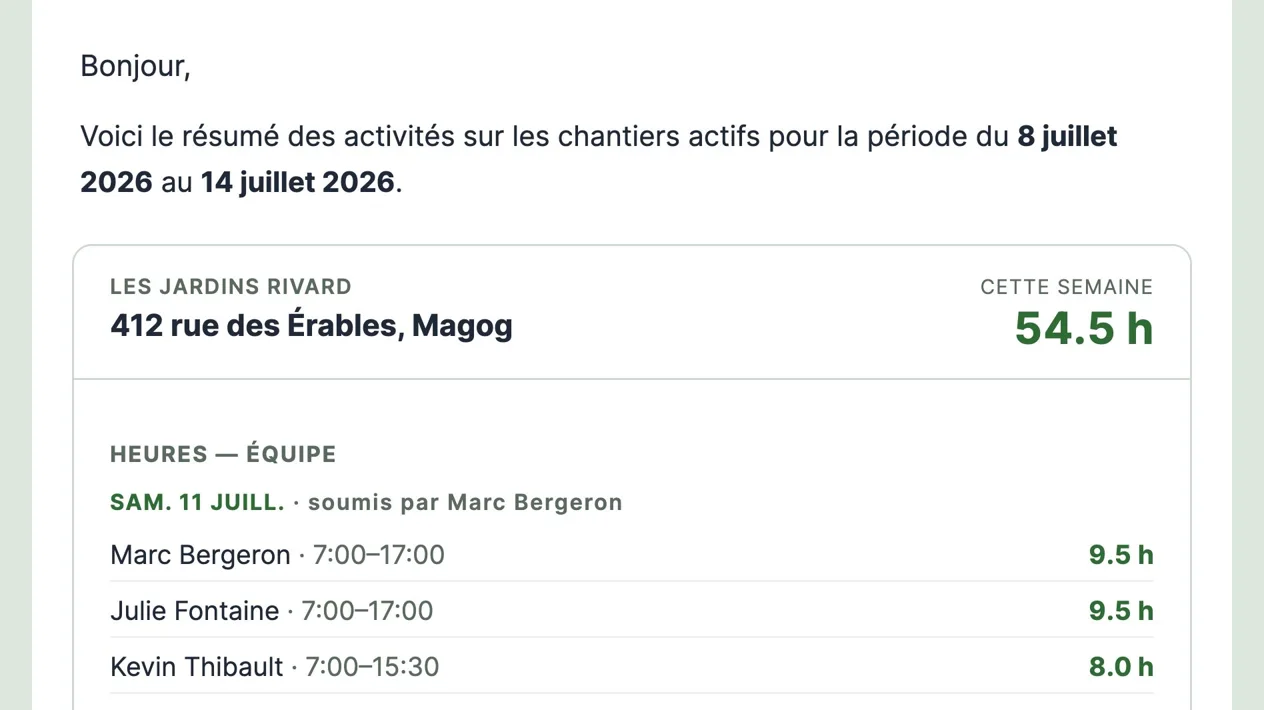 Bonjour,
Voici le résumé des activités sur les chantiers actifs pour la période du 8 juillet
2026 au 14 juillet 2026.
LES JARDINS RIVARD
412 rue des Érables, Magog
CETTE SEMAINE
54.5 h
HEURES — ÉQUIPE
SAM. 11 JUILL. · soumis par Marc Bergeron
Marc Bergeron · 7:00–17:00 9.5 h
Julie Fontaine · 7:00–17:00 9.5 h
Kevin Thibault · 7:00–15:30 8.0 h